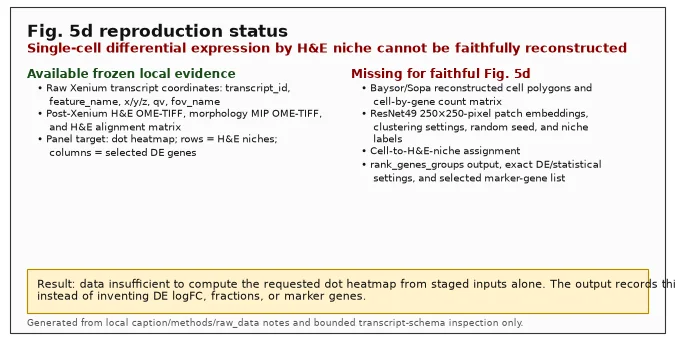 Fig. 5d reproduction status
Single-cell differential expression by H&E niche cannot be faithfully reconstructed
Available frozen local evidence
• Raw Xenium transcript coordinates: transcript_id,
feature_name, x/y/z, qv, fov_name
• Post-Xenium H&E OME-TIFF, morphology MIP OME-TIFF,
and H&E alignment matrix
• Panel target: dot heatmap; rows = H&E niches;
columns = selected DE genes
Missing for faithful Fig. 5d
• Baysor/Sopa reconstructed cell polygons and
cell-by-gene count matrix
• ResNet49 250×250-pixel patch embeddings,
clustering settings, random seed, and niche
labels
• Cell-to-H&E-niche assignment
• rank_genes_groups output, exact DE/statistical
settings, and selected marker-gene list
Result: data insufficient to compute the requested dot heatmap from staged inputs alone. The output records thi
instead of inventing DE logFC, fractions, or marker genes.
Generated from local caption/methods/raw_data notes and bounded transcript-schema inspection only.